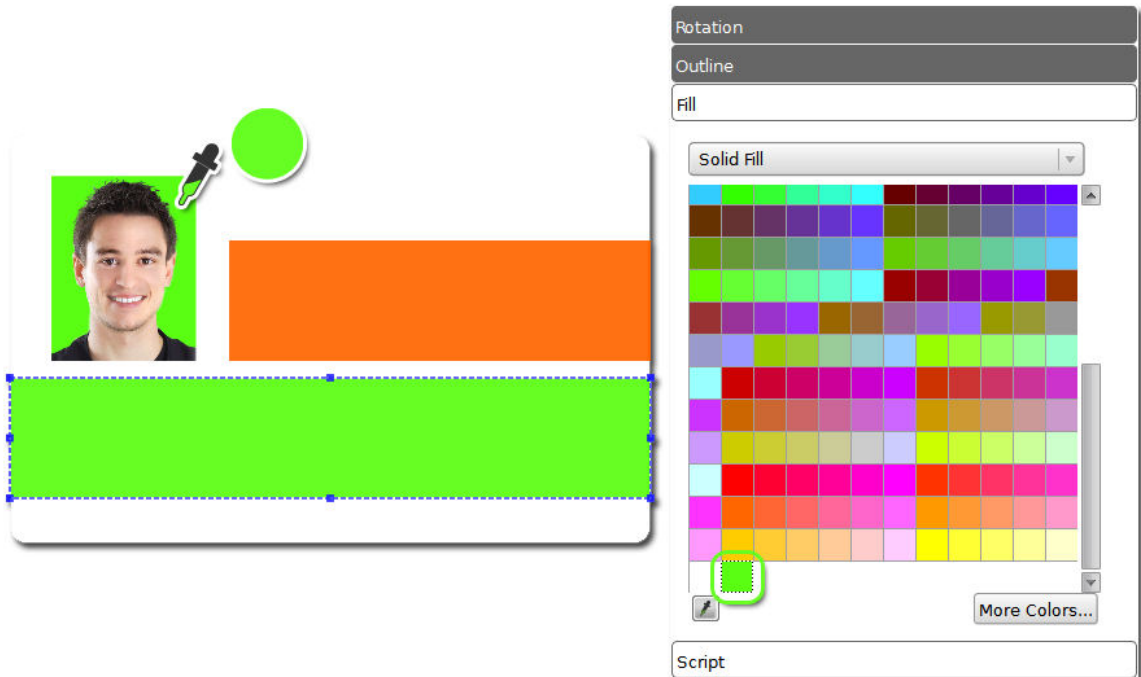 Rotation
Outline
Fill
Solid Fill
More Colors...
Script